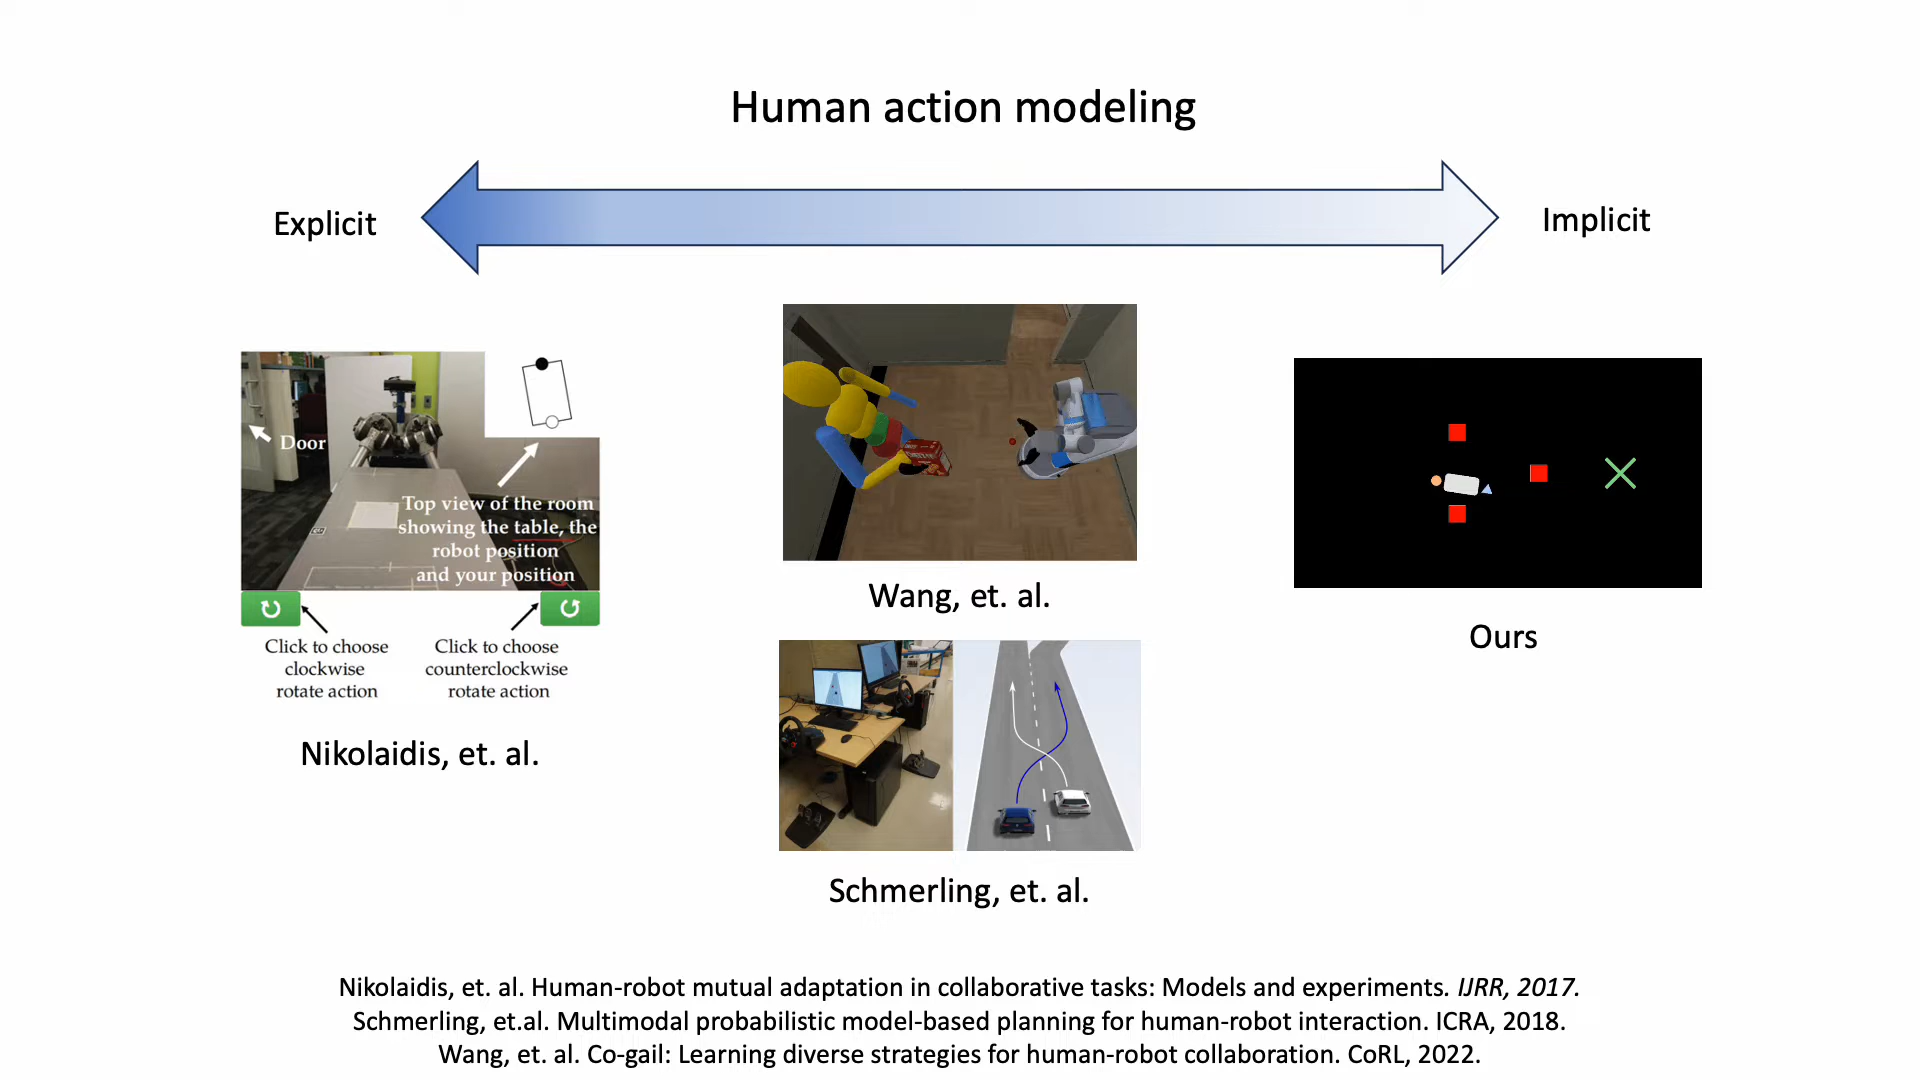 Human action modeling
Explicit
Implicit
Door
Top view of the room
showing the table, the
robot position
and your position
Click to choose
clockwise
rotate action
Click to choose
counterclockwise
rotate action
Nikolaidis, et. al.
Wang, et. al.
Schmerling, et. al.
Ours
Nikolaidis, et. al. Human-robot mutual adaptation in collaborative tasks: Models and experiments. IJRR, 2017.
Schmerling, et.al. Multimodal probabilistic model-based planning for human-robot interaction. ICRA, 2018.
Wang, et. al. Co-gail: Learning diverse strategies for human-robot collaboration. CoRL, 2022.